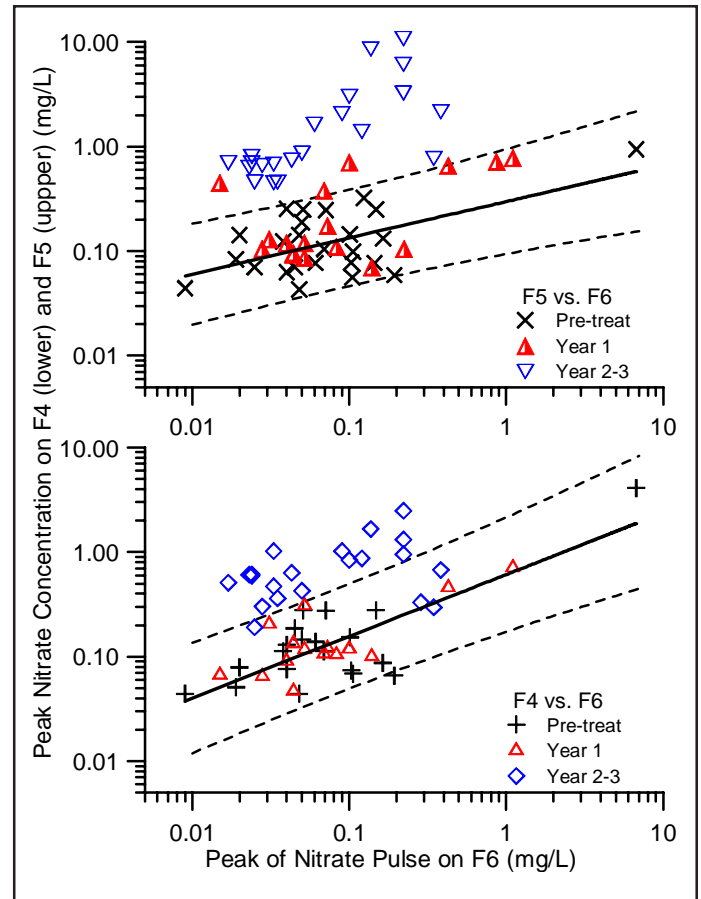 Peak Nitrate Concentration on F4 (lower) and F5 (uppper) (mg/L)
10.00
1.00
0.10
0.01
F5 vs. F6
Pre-treat
Year 1
Year 2-3
0.01 0.1 1 10
10.00
1.00
0.10
0.01
F4 vs. F6
Pre-treat
Year 1
Year 2-3
0.01 0.1 1 10
Peak of Nitrate Pulse on F6 (mg/L)